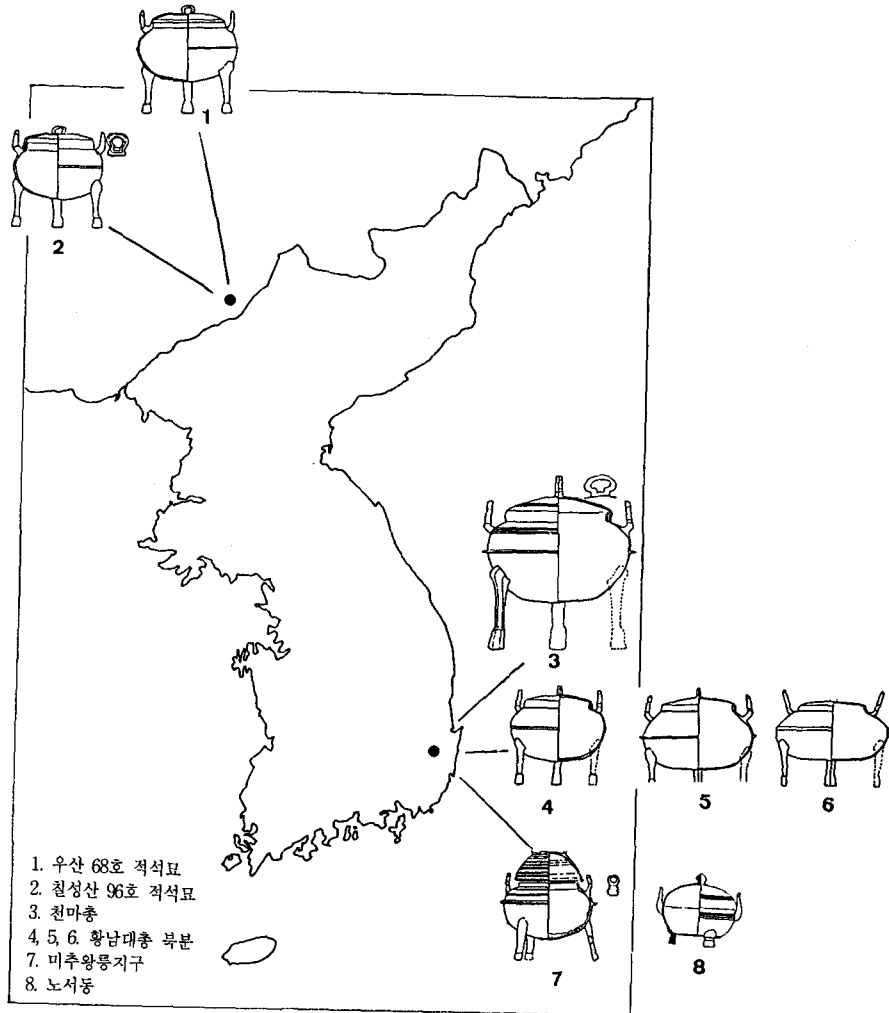 1
2
3
4
5
6
7
8
1. 우산 68호 적석묘
2. 칠성산 96호 적석묘
3. 천마총
4, 5, 6. 황남대총 북분
7. 미추왕릉지구
8. 노서동